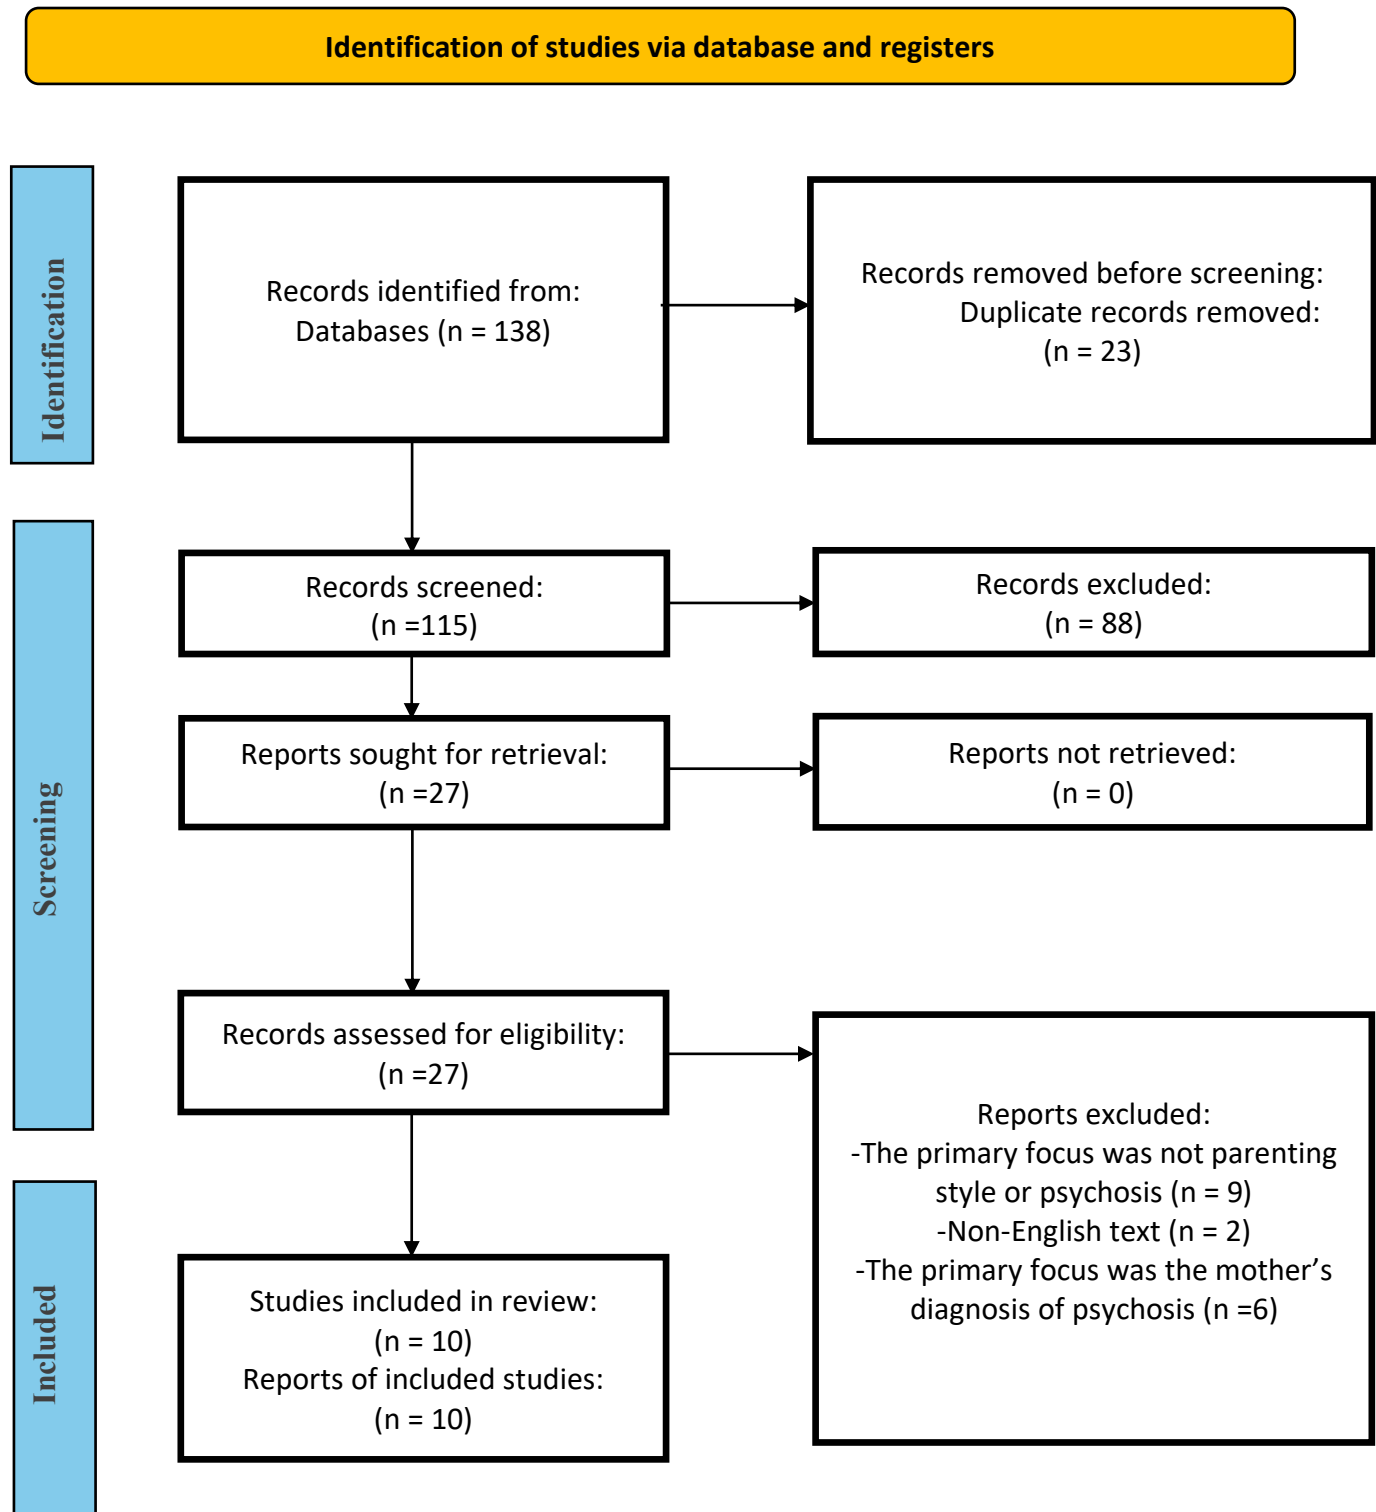 Identification of studies via database and registers
Identification
Records identified from:
Databases (n = 138)
Records removed before screening:
Duplicate records removed:
(n = 23)
Screening
Records screened:
(n =115)
Records excluded:
(n = 88)
Reports sought for retrieval:
(n =27)
Reports not retrieved:
(n = 0)
Records assessed for eligibility:
(n =27)
Reports excluded:
-The primary focus was not parenting
style or psychosis (n = 9)
-Non-English text (n = 2)
-The primary focus was the mother’s
diagnosis of psychosis (n =6)
Included
Studies included in review:
(n = 10)
Reports of included studies:
(n = 10)